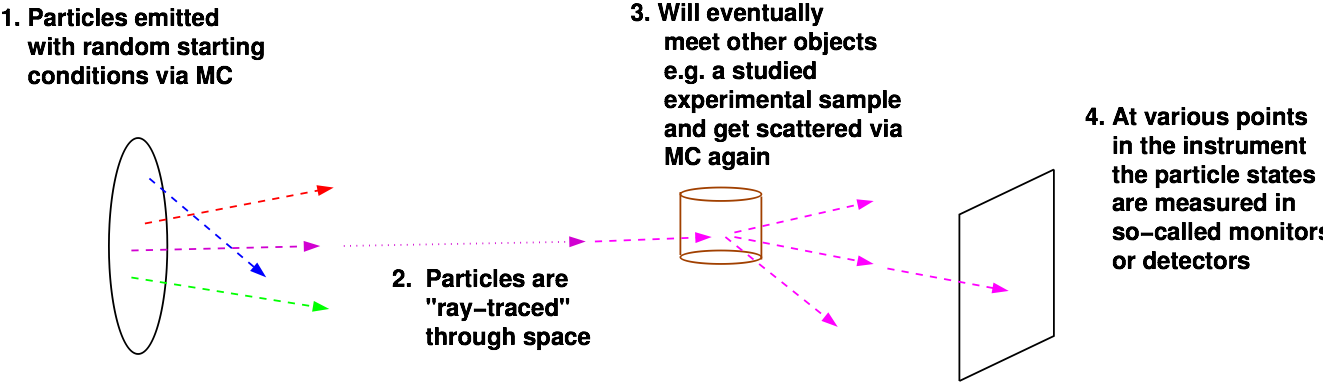 1. Particles emitted
with random starting
conditions via MC
2. Particles are
"ray-traced"
through space
3. Will eventually
meet other objects
e.g. a studied
experimental sample
and get scattered via
MC again
4. At various points
in the instrument
the particle states
are measured in
so-called monitors
or detectors